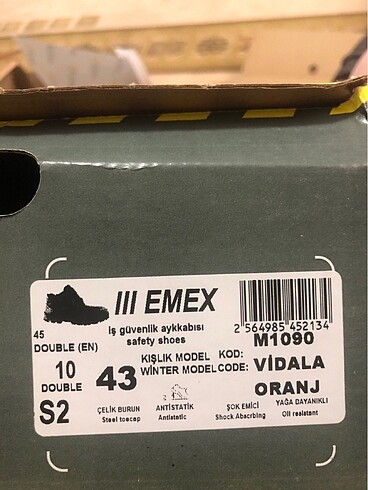 III EMEX
iş güvenlik aykkabısı
safety shoes
2 564985 452134
M1090
45
DOUBLE (EN)
10
DOUBLE
43
KIŞLIK MODEL KOD:
WINTER MODEL CODE:
VİDALA
ORANJ
S2
ÇELİK BURUN
Steel toecap
ANTİSTATİK
Antistatic
ŞOK EMİCİ
Shock Absorbing
YAĞA DAYANIKLI
Oil resistant